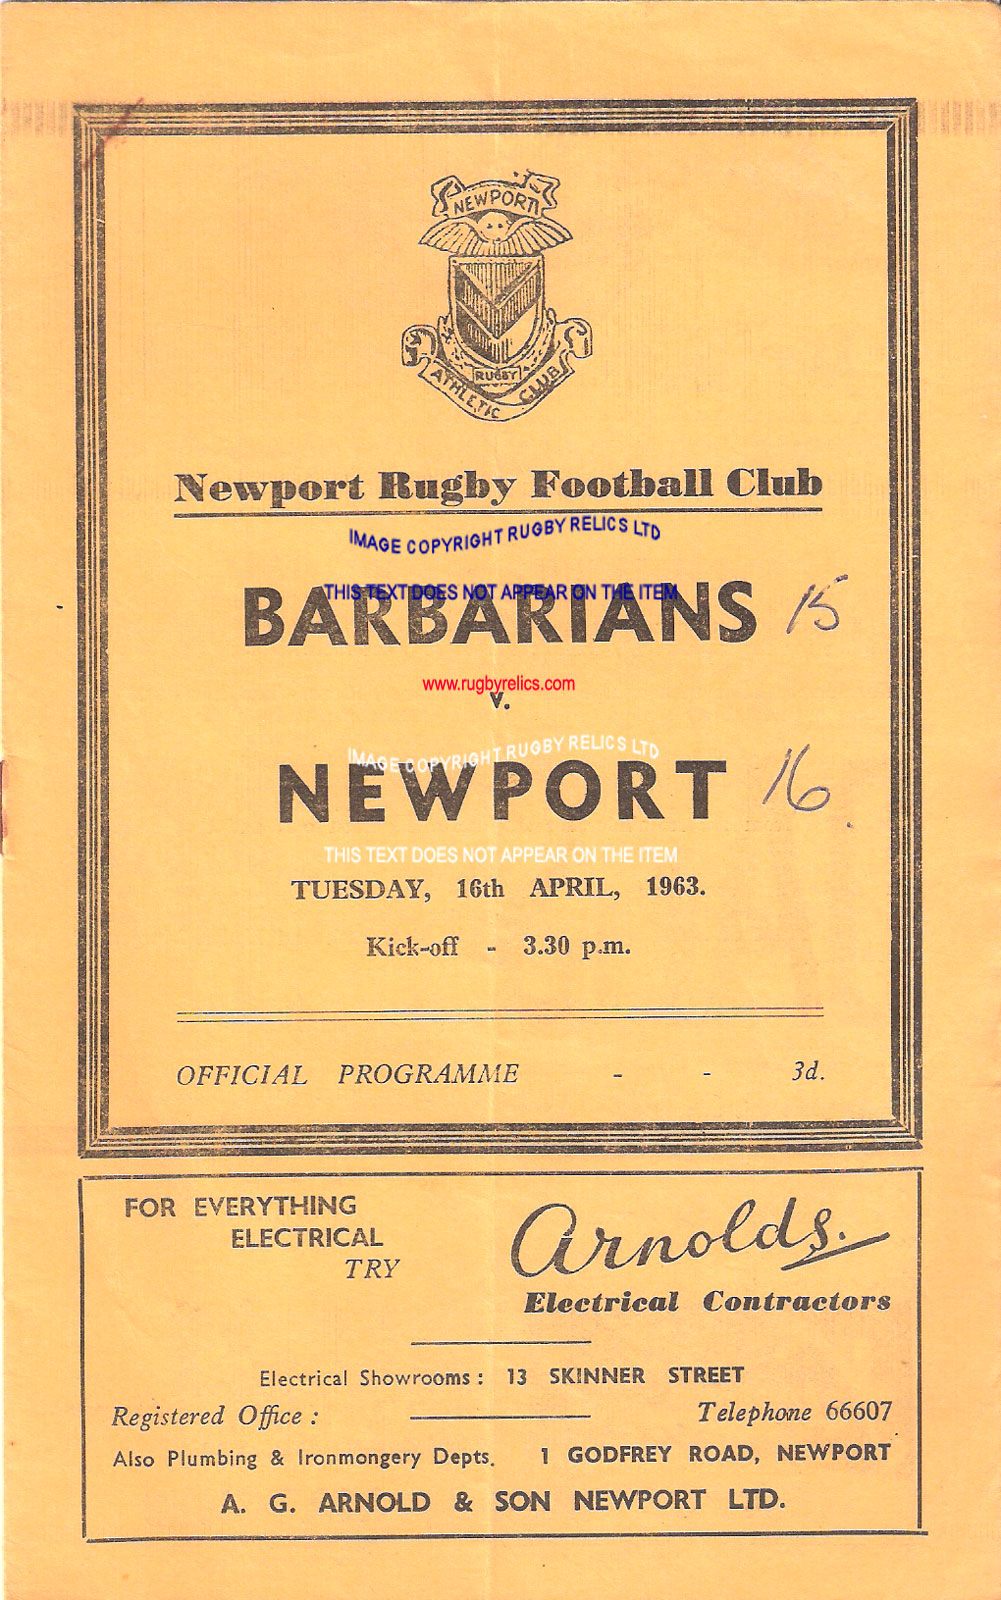 NEWPORT
RUGBY
ATHLETIC CLUB
Newport Rugby Football Club
IMAGE COPYRIGHT RUGBY RELICS LTD
THIS TEXT DOES NOT APPEAR ON THE ITEM
BARBARIANS 15
www.rugbyrelics.com
v.
IMAGE COPYRIGHT RUGBY RELICS LTD
NEWPORT 16
THIS TEXT DOES NOT APPEAR ON THE ITEM
TUESDAY, 16th APRIL, 1963.
Kick-off - 3.30 p.m.
OFFICIAL PROGRAMME - - 3d.
FOR EVERYTHING
ELECTRICAL
TRY
Arnolds.
Electrical Contractors
Electrical Showrooms : 13 SKINNER STREET
Registered Office : Telephone 66607
Also Plumbing & Ironmongery Depts. 1 GODFREY ROAD, NEWPORT
A. G. ARNOLD & SON NEWPORT LTD.